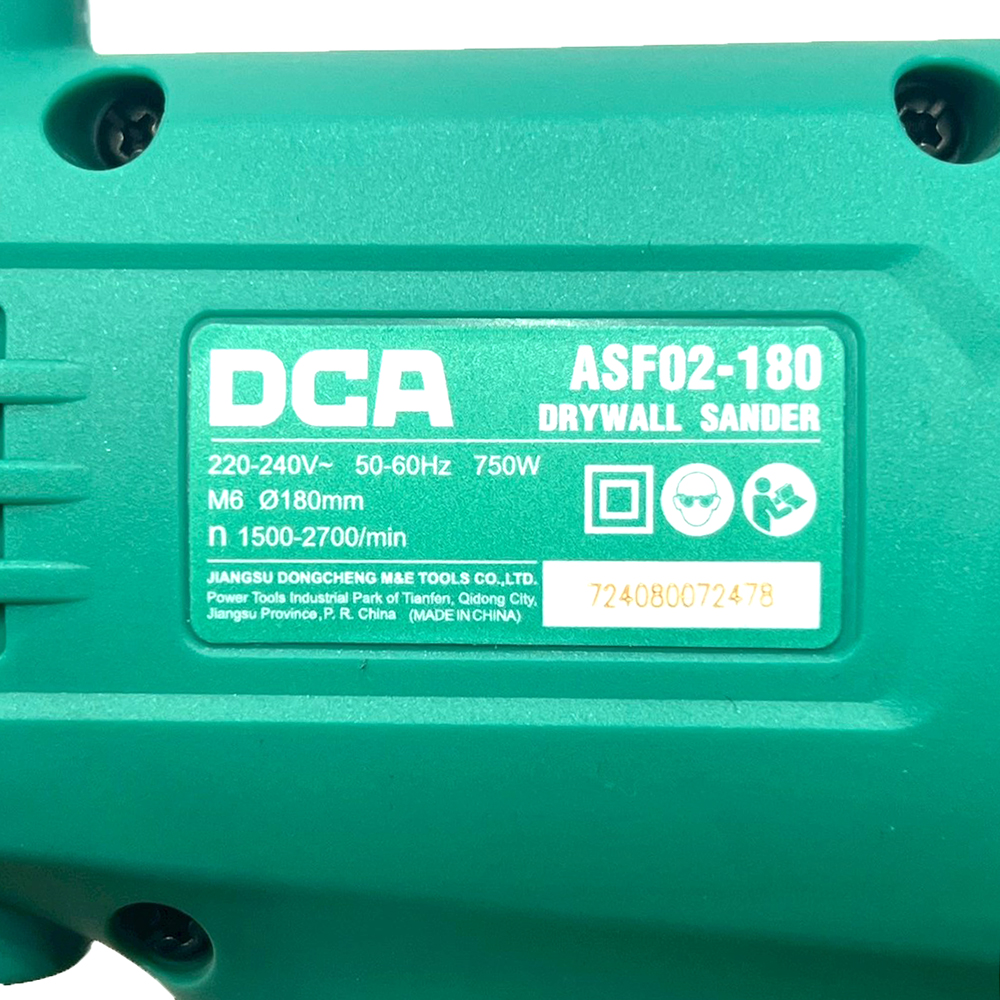 DCA
ASF02-180
DRYWALL SANDER
220-240V~ 50-60Hz 750W
M6 Ø180mm
n 1500-2700/min
JIANGSU DONGCHENG M&E TOOLS CO.,LTD.
Power Tools Industrial Park of Tianfen, Qidong City,
Jiangsu Province, P. R. China (MADE IN CHINA)
724080072478